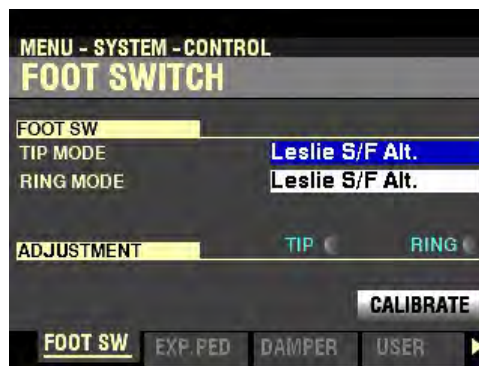 MENU - SYSTEM - CONTROL
FOOT SWITCH
FOOT SW
TIP MODE Leslie S/F Alt.
RING MODE Leslie S/F Alt.
ADJUSTMENT TIP RING
CALIBRATE
FOOT SW EXP.PED DAMPER USER